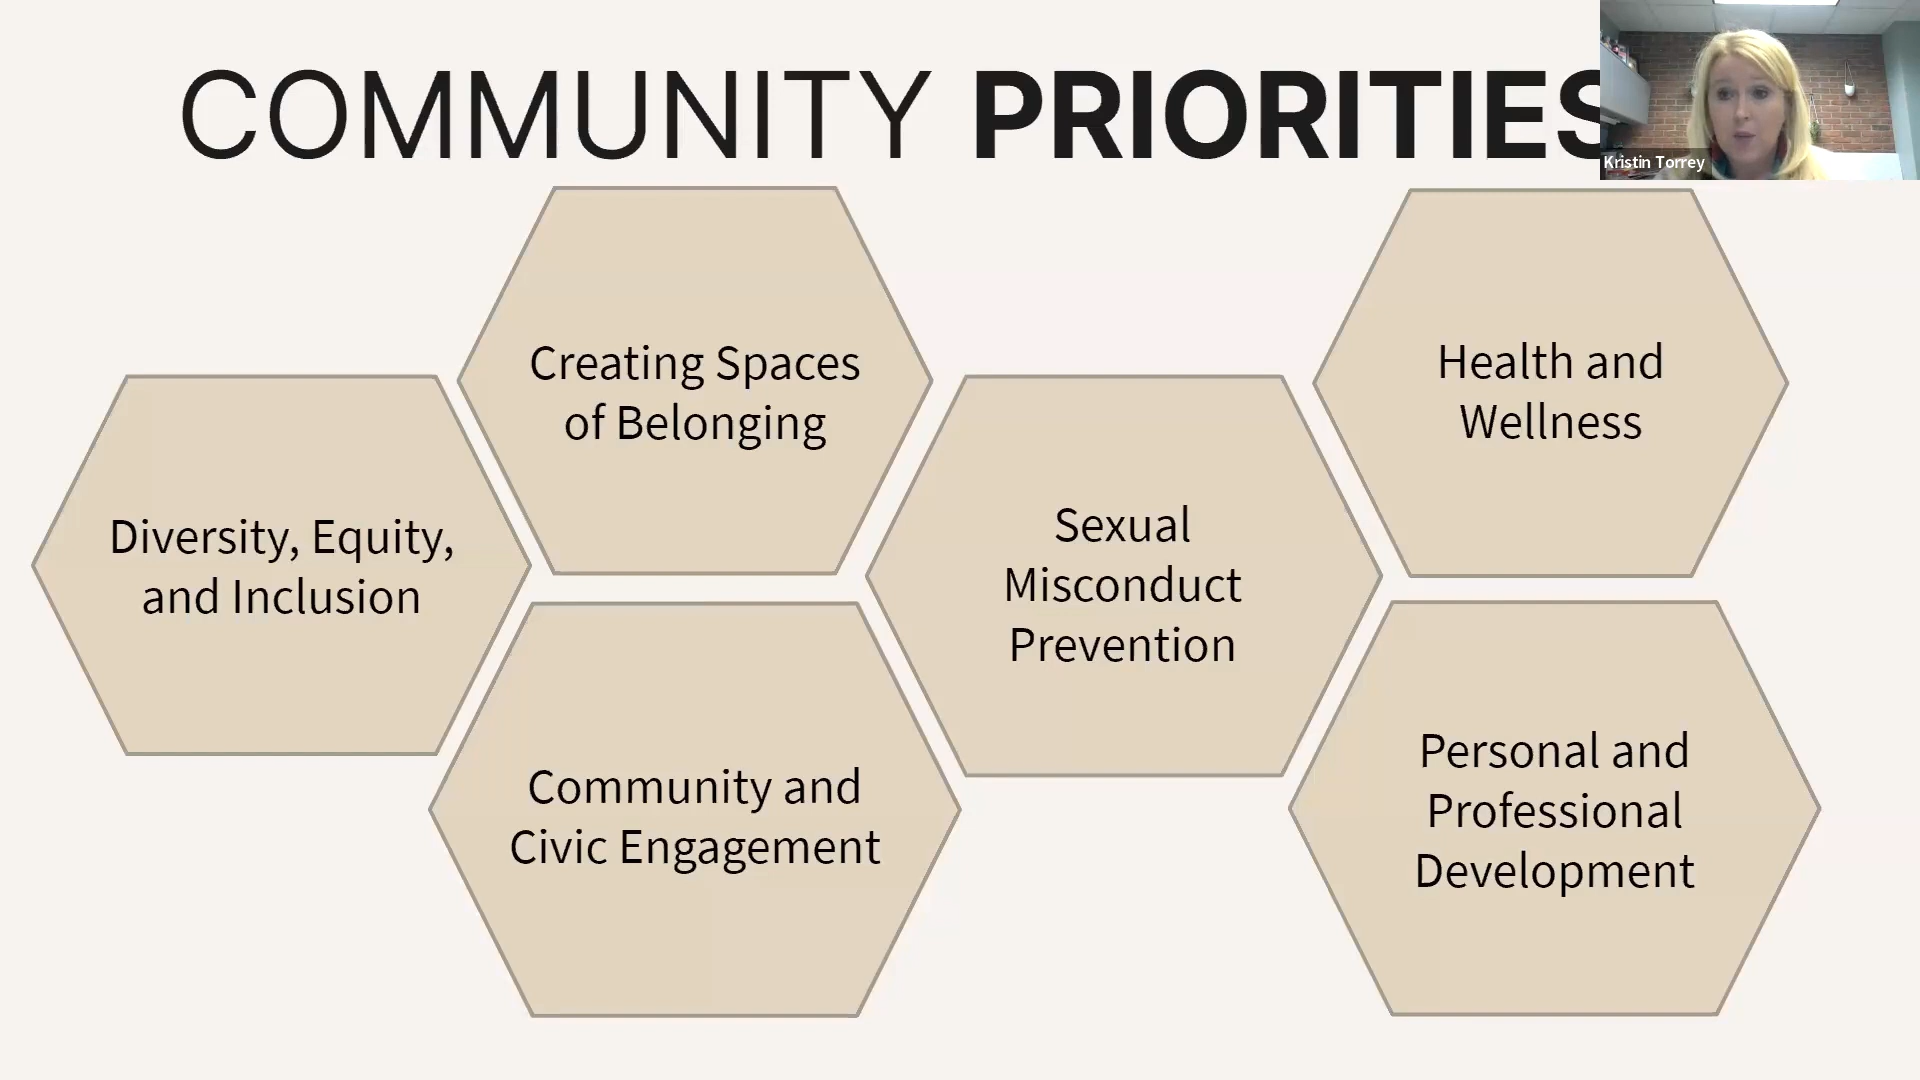 COMMUNITY PRIORITIES
Kristin Torrey
Creating Spaces
of Belonging
Health and
Wellness
Diversity, Equity,
and Inclusion
Sexual
Misconduct
Prevention
Community and
Civic Engagement
Personal and
Professional
Development